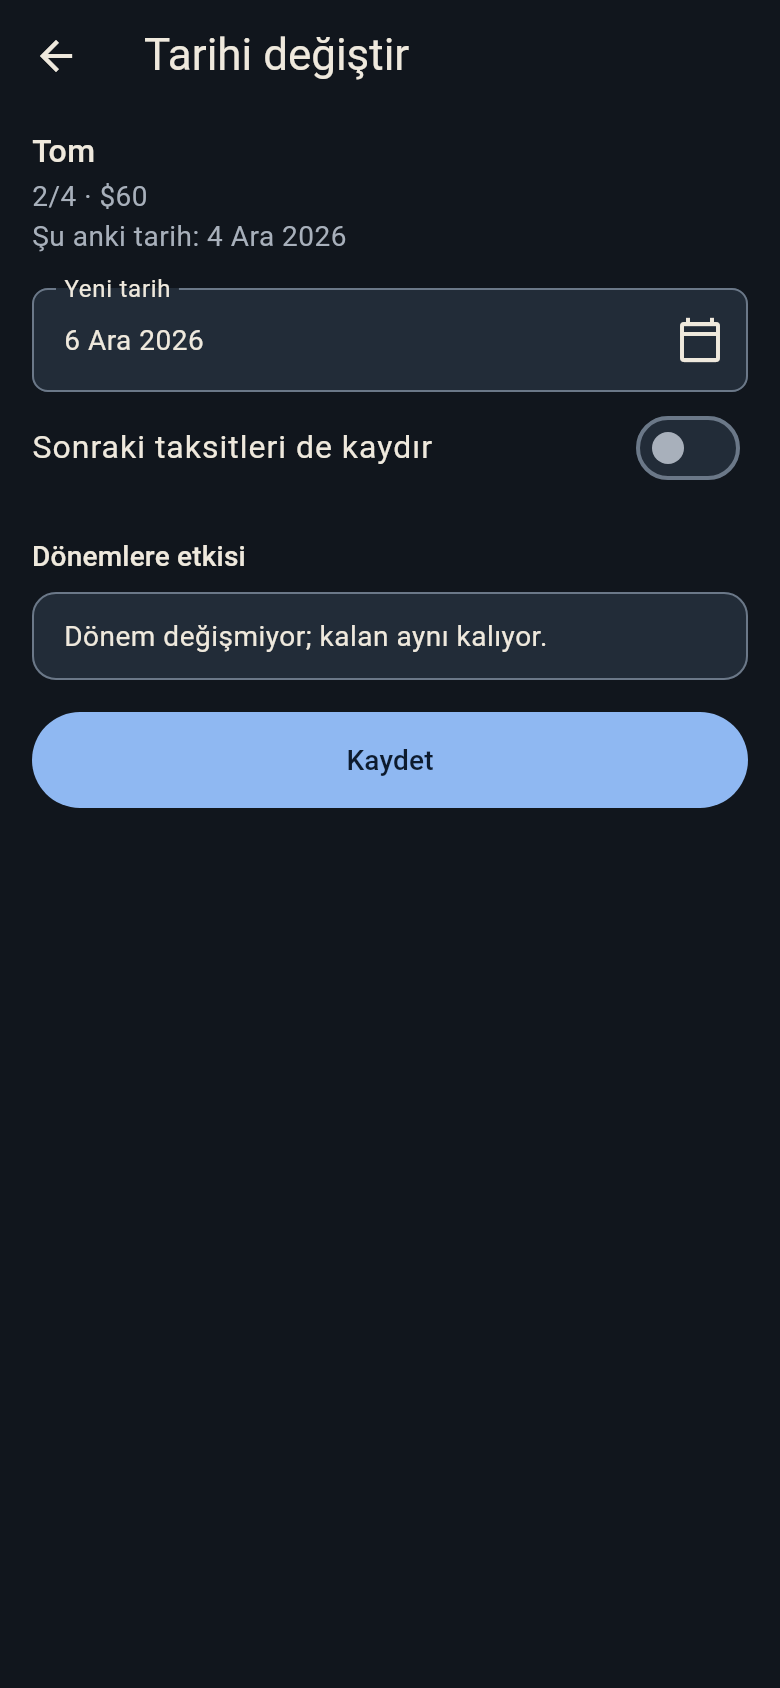 Tarihi değiştir
Tom
2/4 · $60
Şu anki tarih: 4 Ara 2026
Yeni tarih
6 Ara 2026
Sonraki taksitleri de kaydır
Dönemlere etkisi
Dönem değişmiyor; kalan aynı kalıyor.
Kaydet